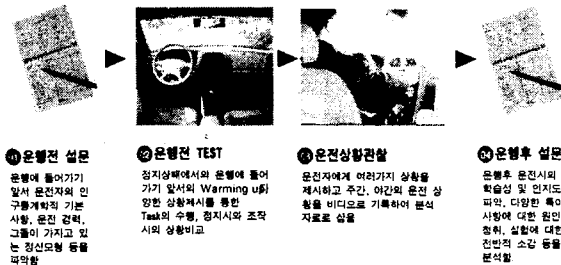 01 운행전 설문
운행에 들어가기
앞서 운전자의 인
구통계학적 기본
사항, 운전 경력,
그들이 가지고 있
는 정신모형 등을
파악함
02 운행전 TEST
정지상태에서의 운행에 들어
가기 앞서의 Warming up과
양한 상황제시를 통한
Task의 수행, 정지시와 조작
시의 상황비교
03 운전상황관찰
운전자에게 여러가지 상황을
제시하고 주간, 야간의 운전 상
황을 비디오로 기록하여 분석
자료로 삼음
04 운행후 설문
운행후 운전시의
학습성 및 인지도
파악, 다양한 특이
사항에 대한 원인
청취, 실험에 대한
전반적 소감 등을
분석함